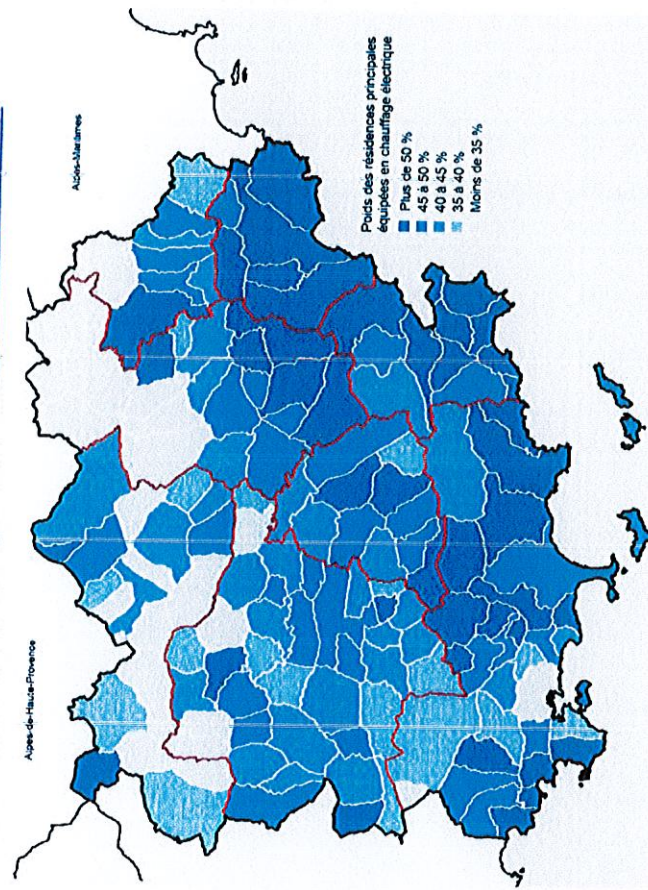 Alpes-de-Haute-Provence
Alpes-Maritimes
Poids des résidences principales
équipées en chauffage électrique
Plus de 50 %
45 à 50 %
40 à 45 %
35 à 40 %
Moins de 35 %